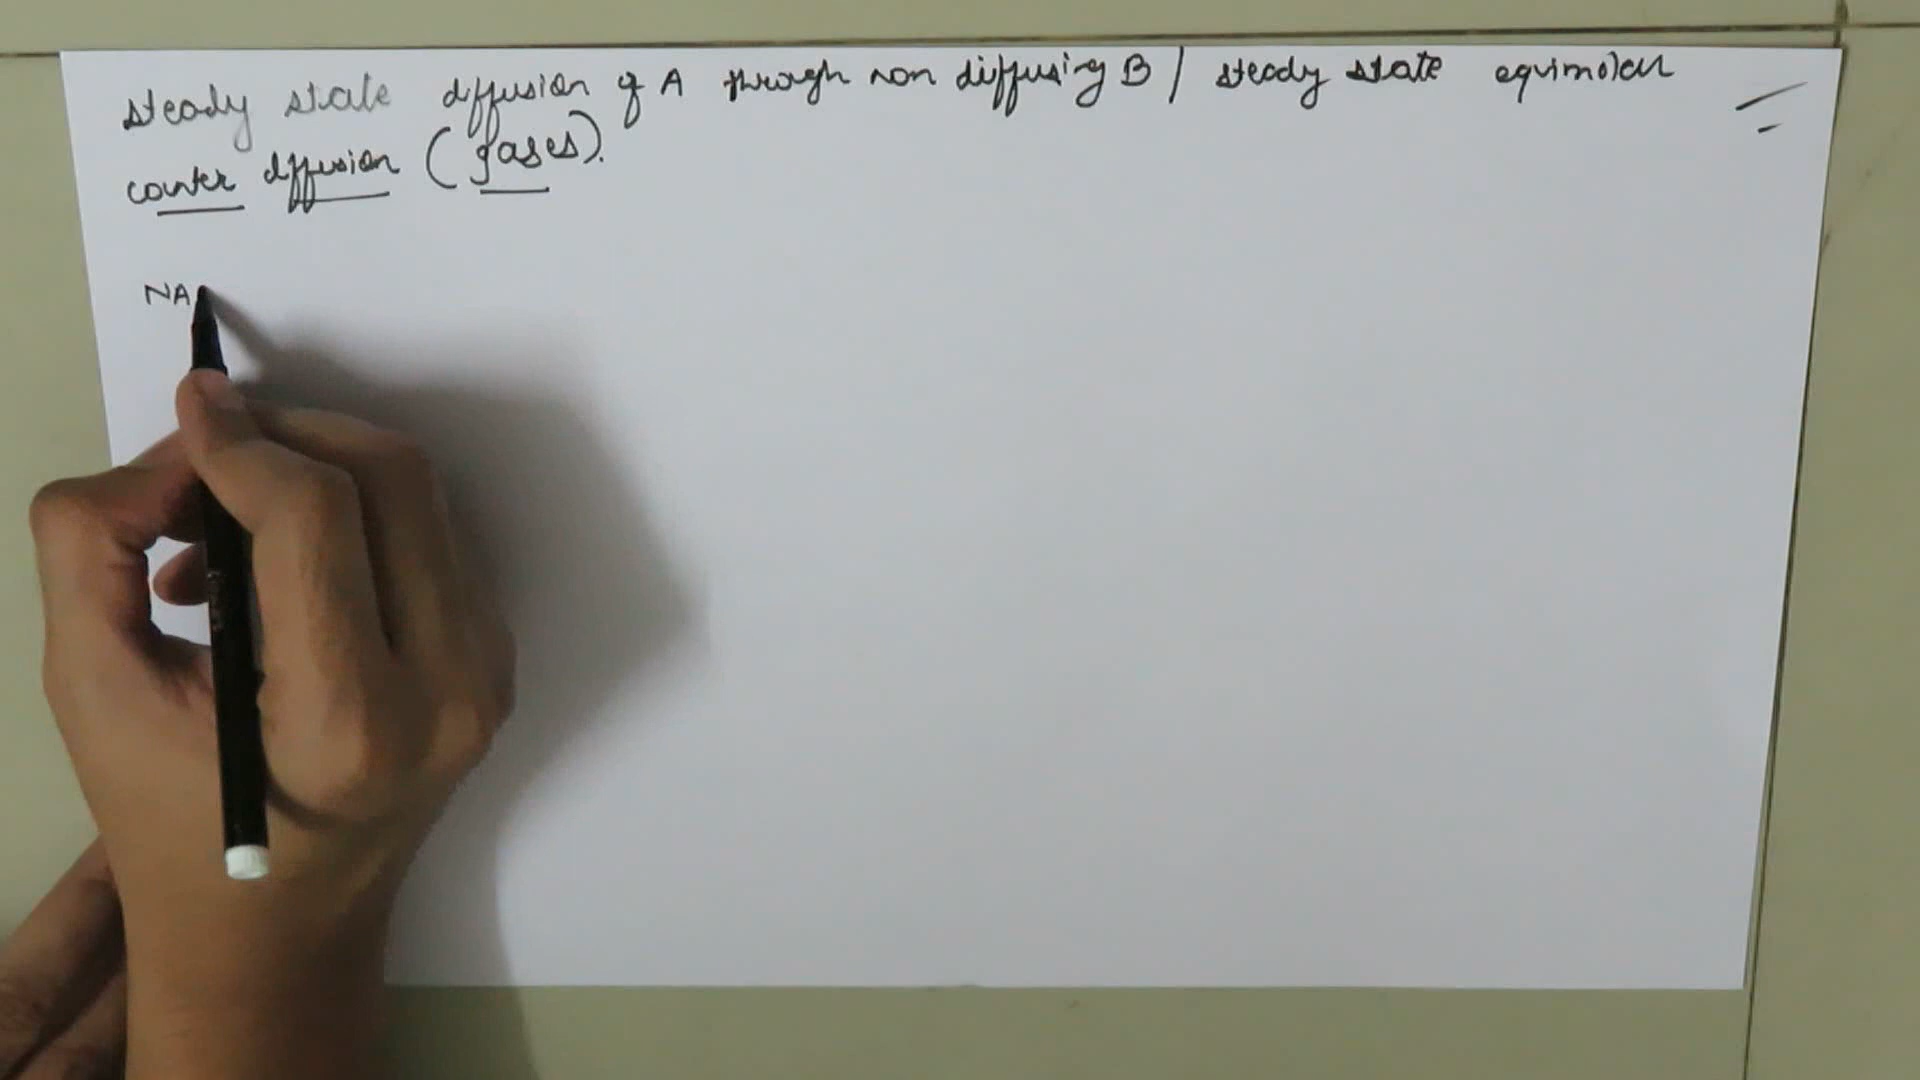 steady state diffusion of A through non diffusing B / steady state equimolar
counter diffusion (gases).
NA